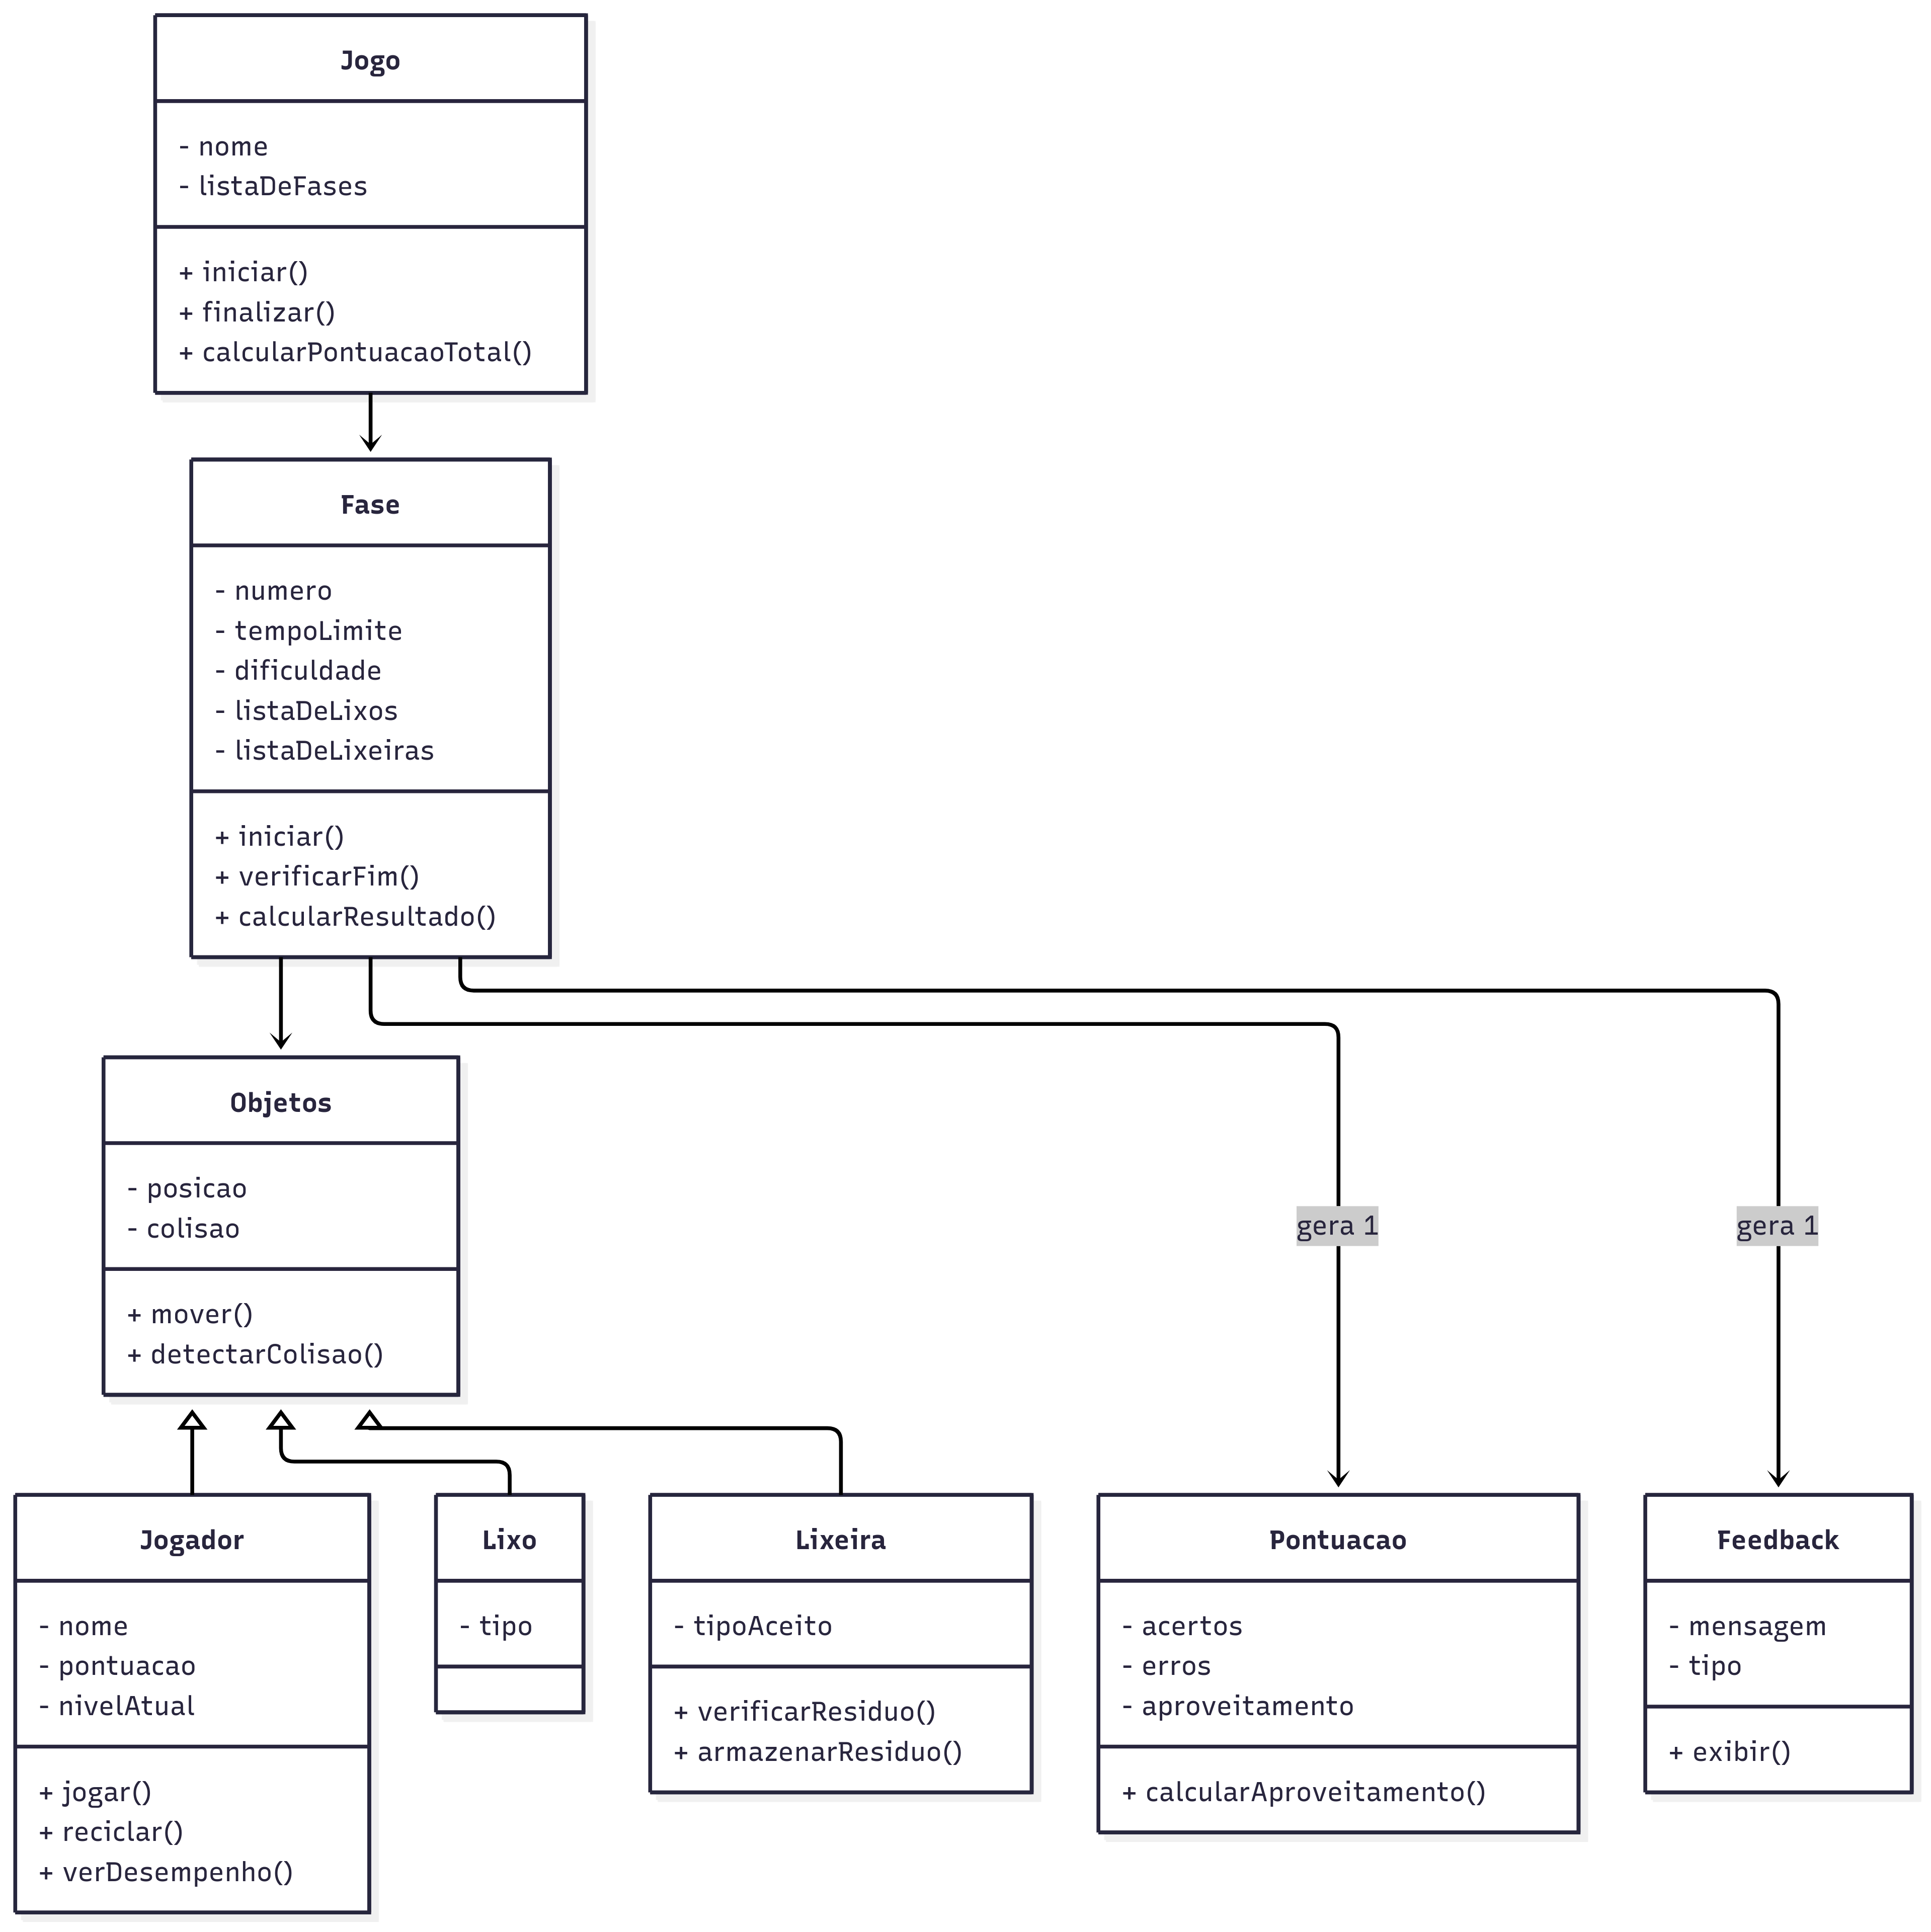 Jogo
- nome
- listaDeFases
+ iniciar()
+ finalizar()
+ calcularPontuacaoTotal()
Fase
- numero
- tempoLimite
- dificuldade
- listaDeLixos
- listaDeLixeiras
+ iniciar()
+ verificarFim()
+ calcularResultado()
Objetos
- posicao
- colisao
+ mover()
+ detectarColisao()
gera 1
gera 1
Jogador
- nome
- pontuacao
- nivelAtual
+ jogar()
+ reciclar()
+ verDesempenho()
Lixo
- tipo
Lixeira
- tipoAceito
+ verificarResiduo()
+ armazenarResiduo()
Pontuacao
- acertos
- erros
- aproveitamento
+ calcularAproveitamento()
Feedback
- mensagem
- tipo
+ exibir()